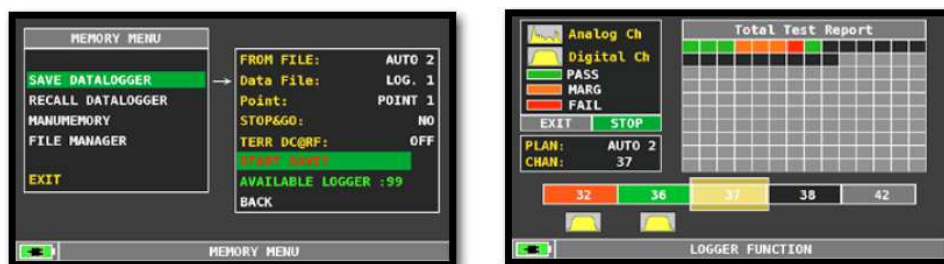 MEMORY MENU
SAVE DATALOGGER
RECALL DATALOGGER
MANUMEMORY
FILE MANAGER
EXIT
FROM FILE: AUTO 2
Data File: LOG. 1
Point: POINT 1
STOP&GO: NO
TERR DC@RF: OFF
START SAVE?
AVAILABLE LOGGER :99
BACK
MEMORY MENU
Analog Ch
Digital Ch
PASS
MARG
FAIL
EXIT STOP
PLAN: AUTO 2
CHAN: 37
Total Test Report
32 36 37 38 42
LOGGER FUNCTION